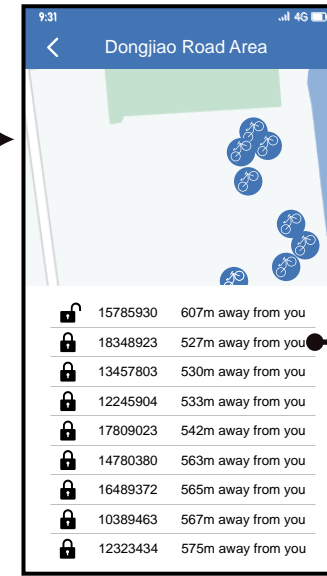 9:31 4G
Dongjiao Road Area
15785930 607m away from you
18348923 527m away from you
13457803 530m away from you
12245904 533m away from you
17809023 542m away from you
14780380 563m away from you
16489372 565m away from you
10389463 567m away from you
12323434 575m away from you